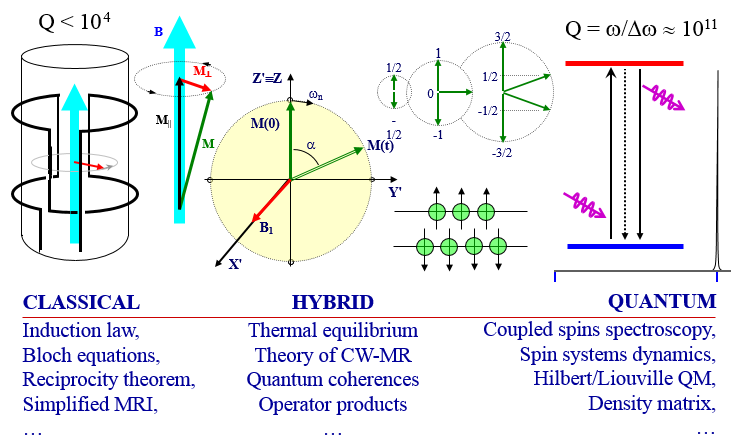 Q < 10⁴
B
M⊥
M||
M
Z'≡Z
ωn
M(0)
α
M(t)
Y'
B₁
X'
1/2
-
1/2
1
0
-1
3/2
1/2
-1/2
-3/2
Q = ω/Δω ≈ 10¹¹
CLASSICAL HYBRID QUANTUM
Induction law, Thermal equilibrium Coupled spins spectroscopy,
Bloch equations, Theory of CW-MR Spin systems dynamics,
Reciprocity theorem, Quantum coherences Hilbert/Liouville QM,
Simplified MRI, Operator products Density matrix,
… … …